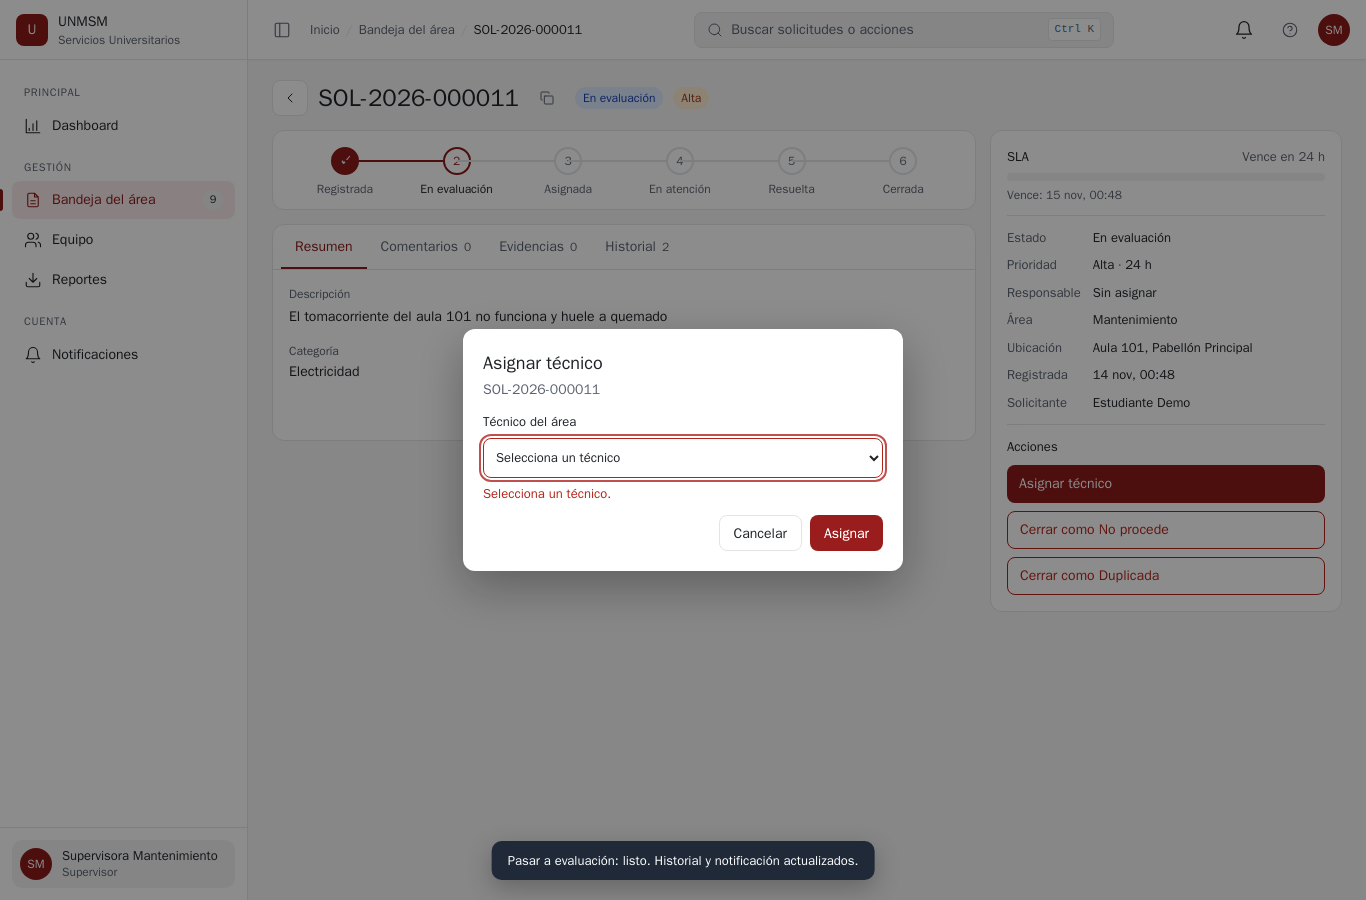 U
UNMSM
Servicios Universitarios
Inicio / Bandeja del área / SOL-2026-000011
Buscar solicitudes o acciones
Ctrl K
SM
PRINCIPAL
Dashboard
GESTIÓN
Bandeja del área 9
Equipo
Reportes
CUENTA
Notificaciones
SM
Supervisora Mantenimiento
Supervisor
SOL-2026-000011
En evaluación
Alta
✓ 2 3 4 5 6
Registrada En evaluación Asignada En atención Resuelta Cerrada
Resumen Comentarios 0 Evidencias 0 Historial 2
Descripción
El tomacorriente del aula 101 no funciona y huele a quemado
Categoría
Electricidad
Asignar técnico
SOL-2026-000011
Técnico del área
Selecciona un técnico
Selecciona un técnico.
Cancelar
Asignar
SLA Vence en 24 h
Vence: 15 nov, 00:48
Estado En evaluación
Prioridad Alta · 24 h
Responsable Sin asignar
Área Mantenimiento
Ubicación Aula 101, Pabellón Principal
Registrada 14 nov, 00:48
Solicitante Estudiante Demo
Acciones
Asignar técnico
Cerrar como No procede
Cerrar como Duplicada
Pasar a evaluación: listo. Historial y notificación actualizados.